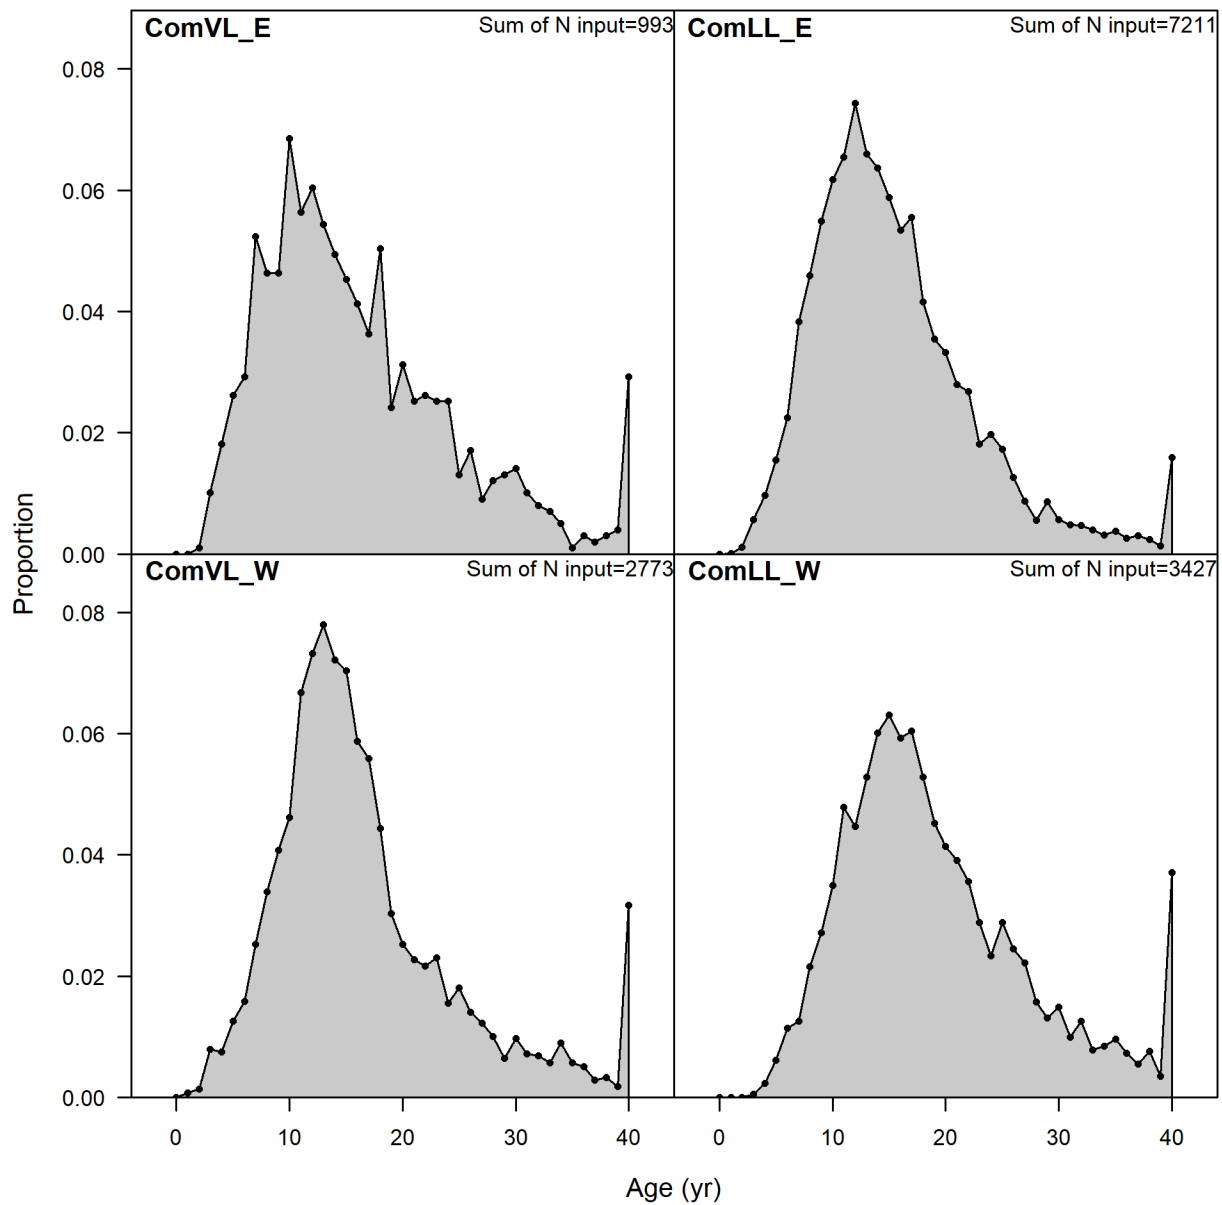 ComVL_E
Sum of N input=993
ComLL_E
Sum of N input=7211
0.08
0.06
0.04
0.02
0.00
ComVL_W
Sum of N input=2773
ComLL_W
Sum of N input=3427
0.08
0.06
0.04
0.02
0.00
Proportion
0 10 20 30 40
0 10 20 30 40
Age (yr)